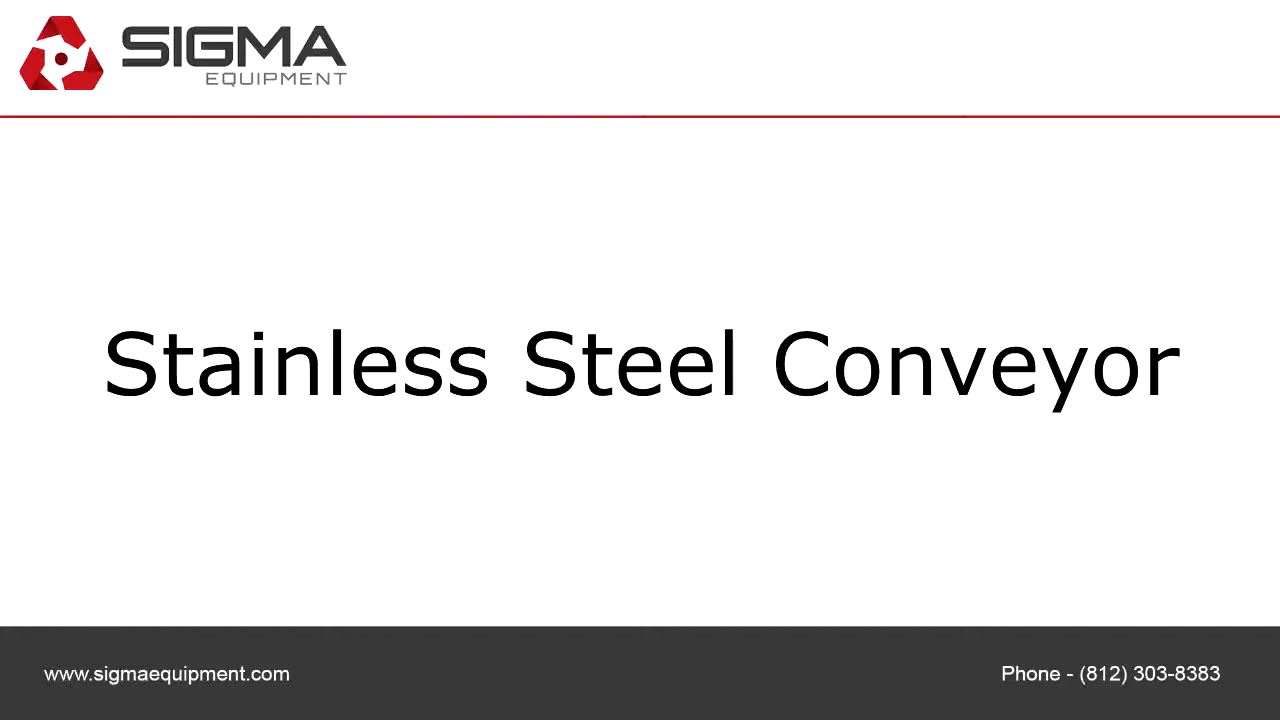 SIGMA
EQUIPMENT
Stainless Steel Conveyor
www.sigmaequipment.com
Phone - (812) 303-8383